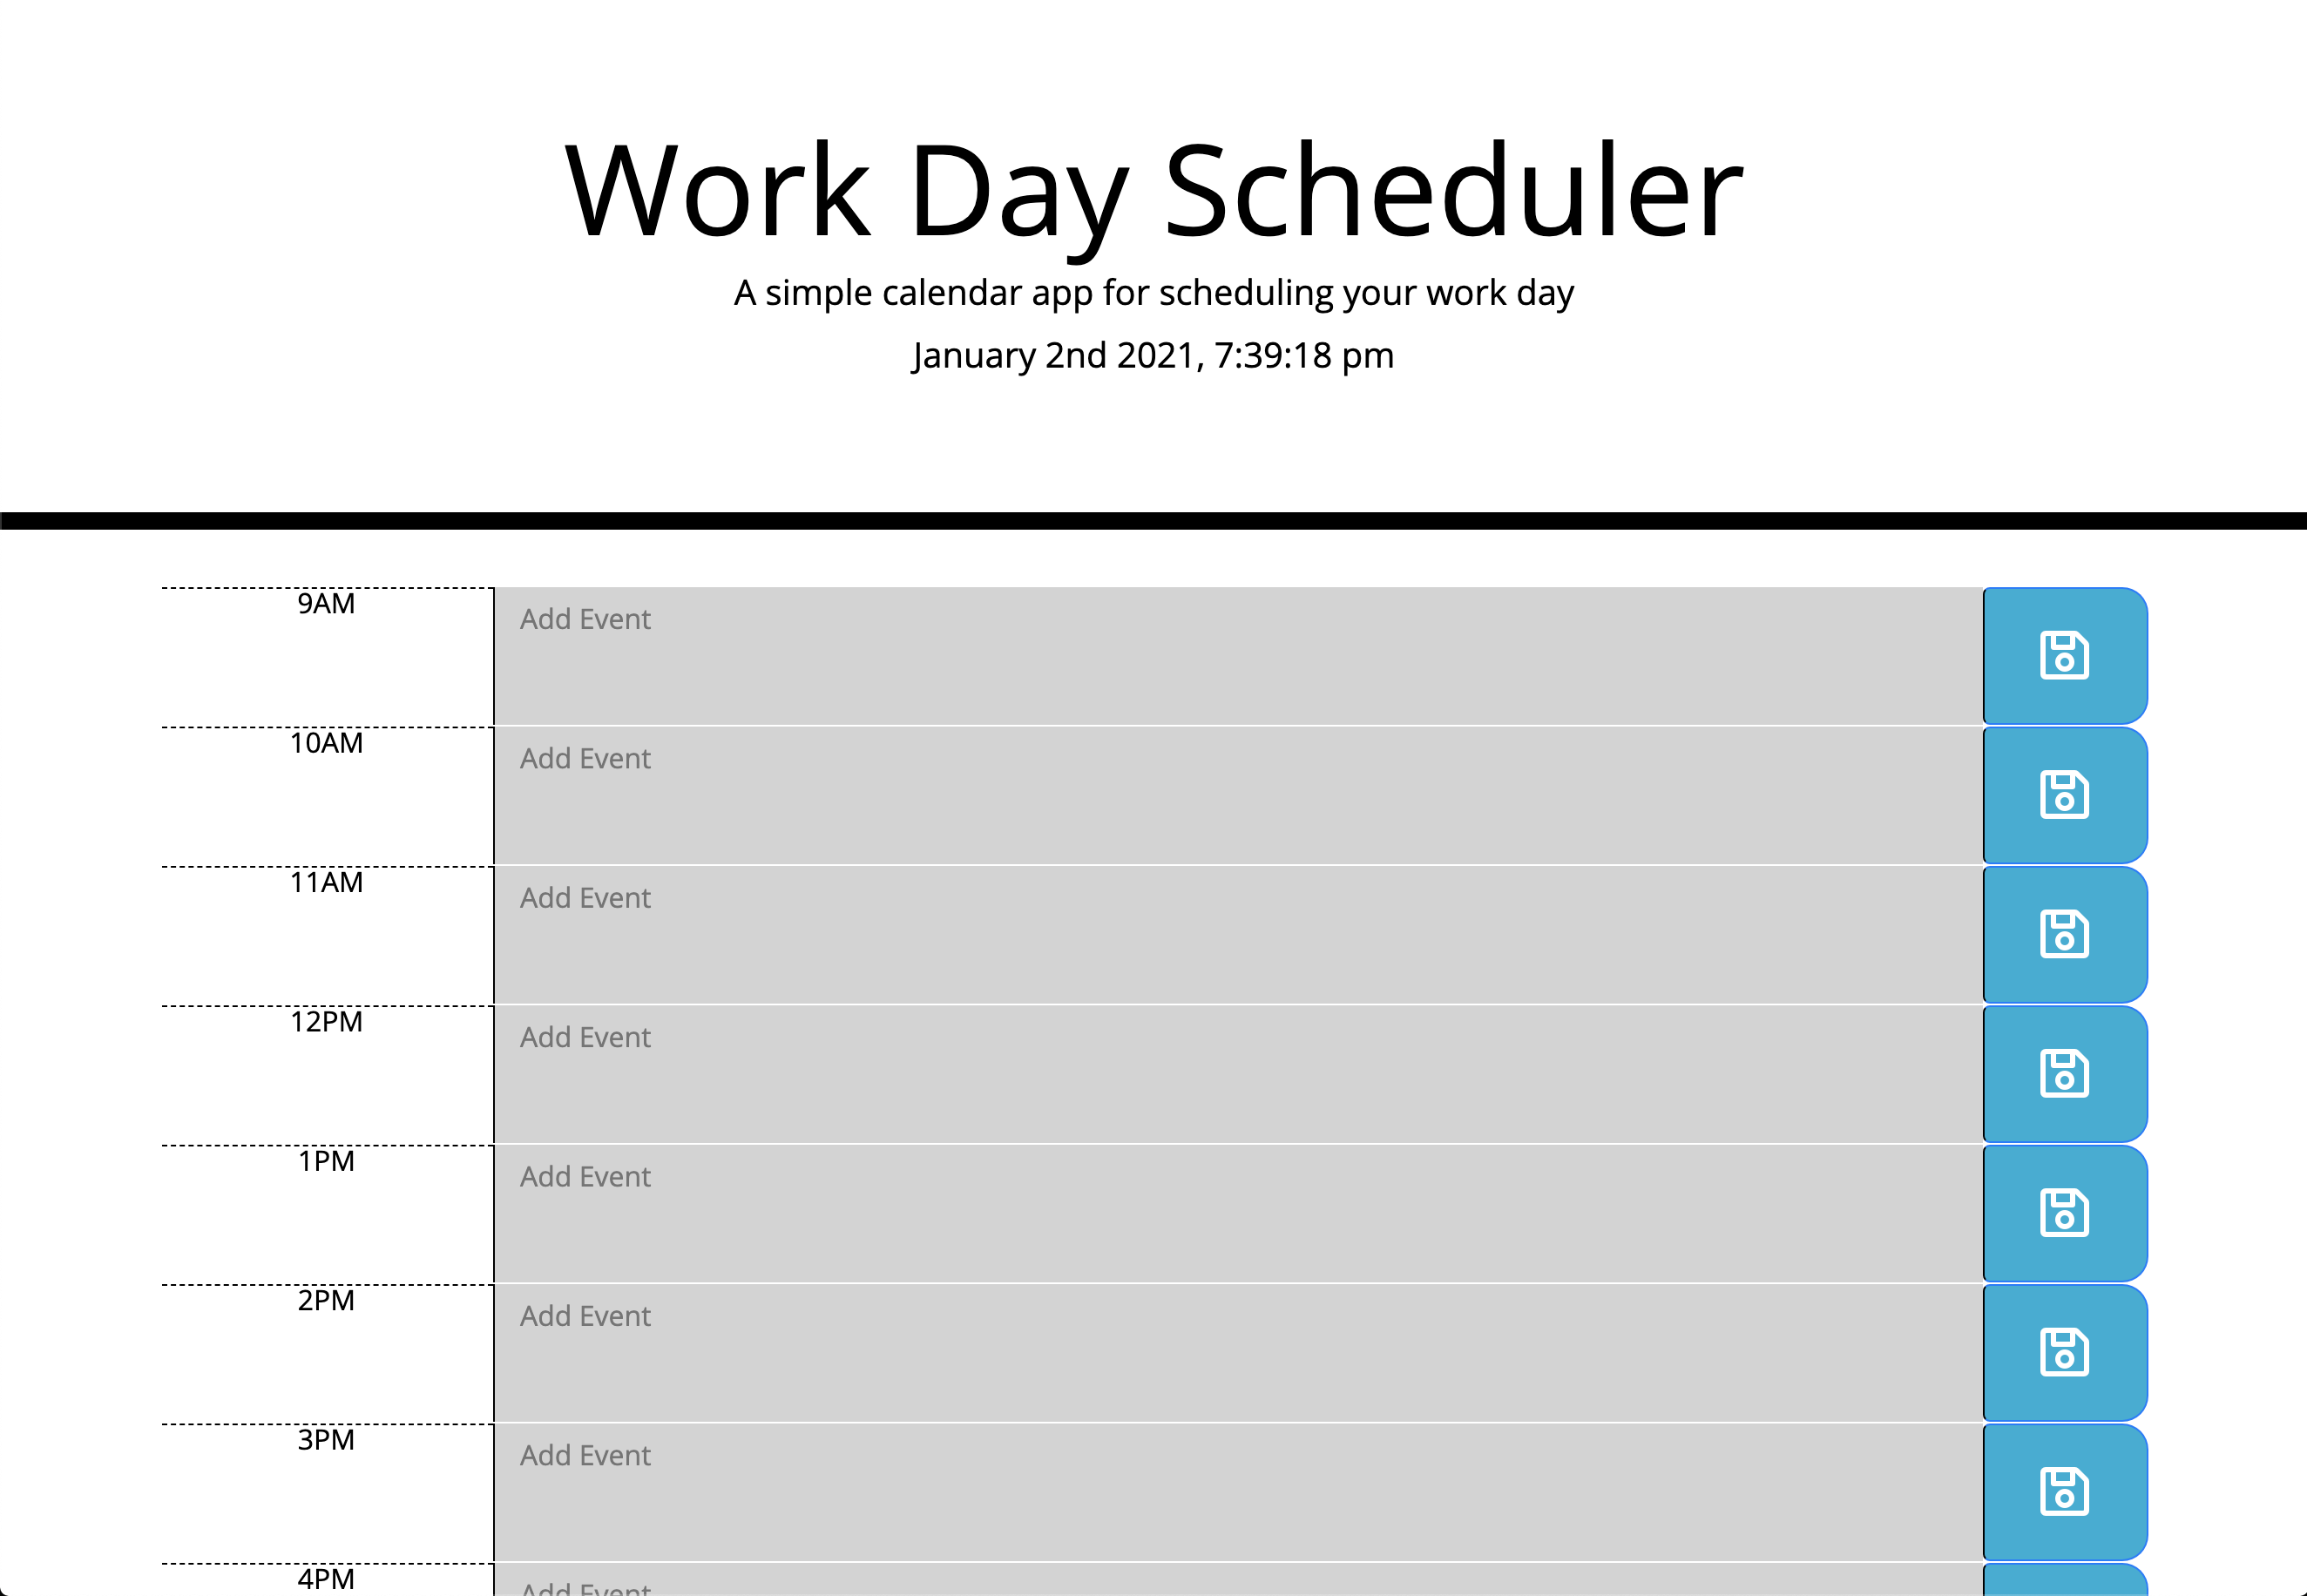 Work Day Scheduler
A simple calendar app for scheduling your work day
January 2nd 2021, 7:39:18 pm
9AM Add Event
10AM Add Event
11AM Add Event
12PM Add Event
1PM Add Event
2PM Add Event
3PM Add Event
4PM Add Event